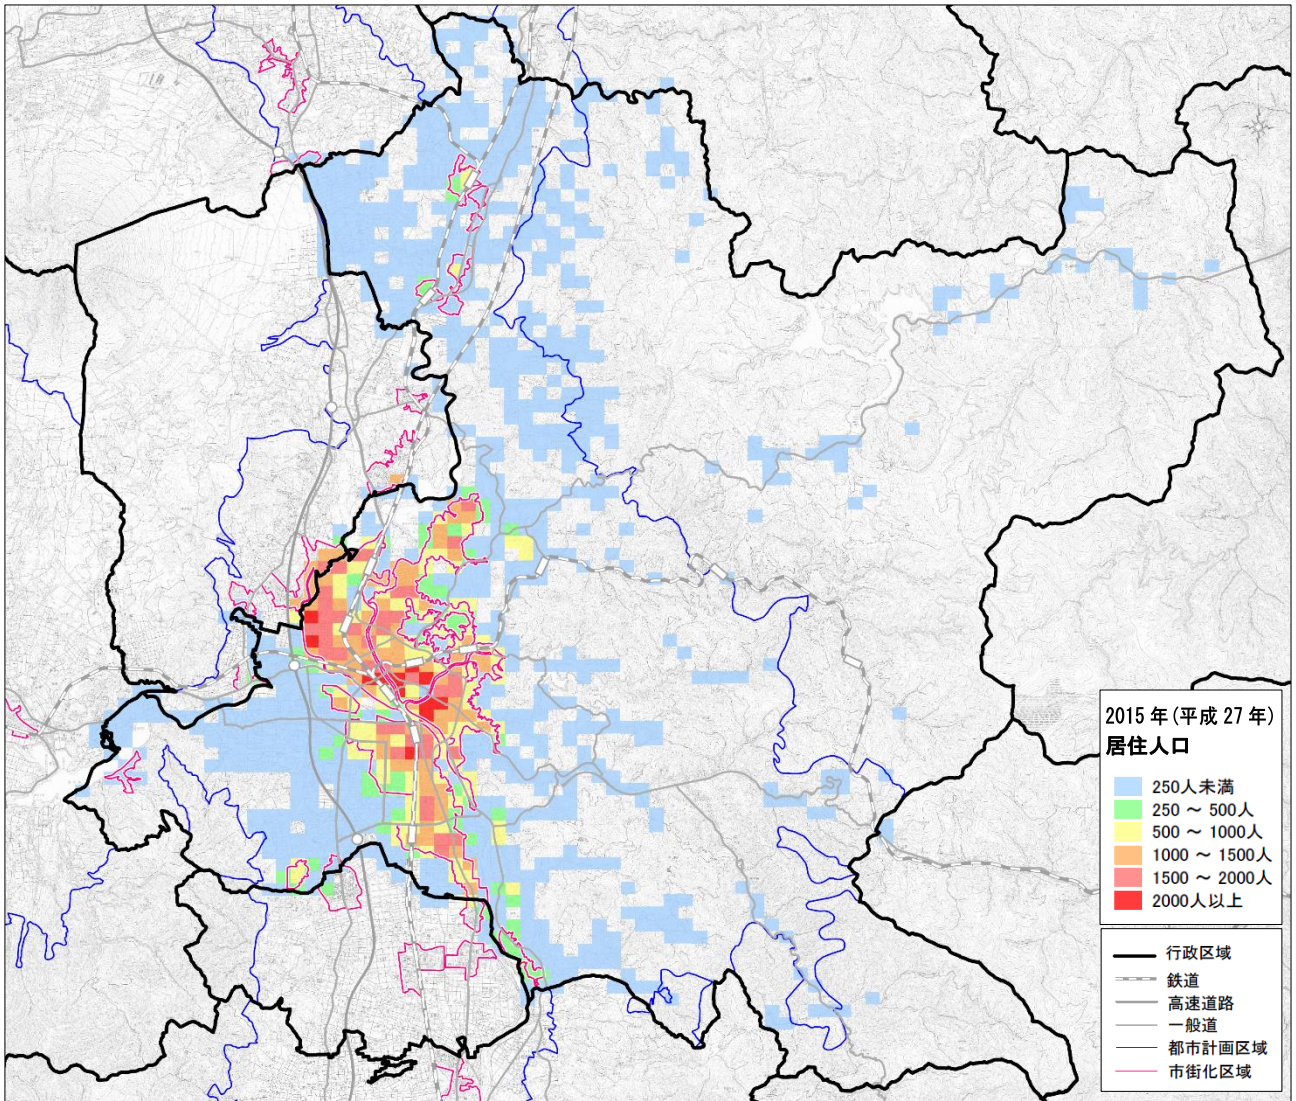 2015年(平成27年)
居住人口
250人未満
250 ～ 500人
500 ～ 1000人
1000 ～ 1500人
1500 ～ 2000人
2000人以上
行政区域
鉄道
高速道路
一般道
都市計画区域
市街化区域